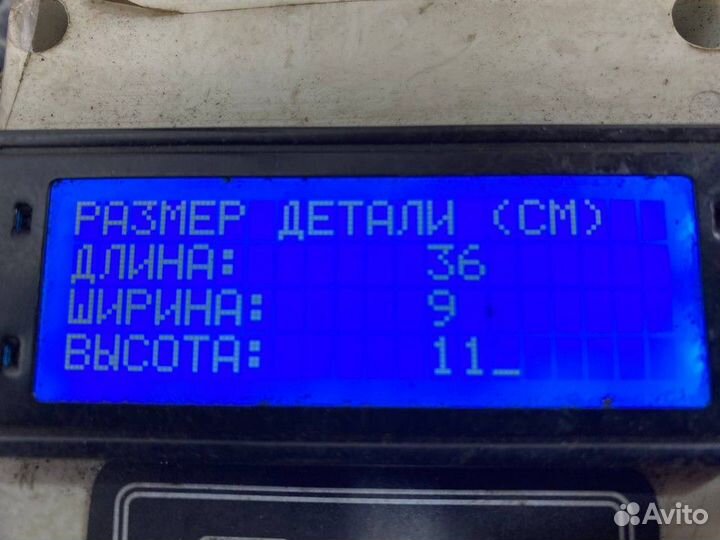 РАЗМЕР ДЕТАЛИ (СМ)
ДЛИНА: 36
ШИРИНА: 9
ВЫСОТА: 11_
Avito